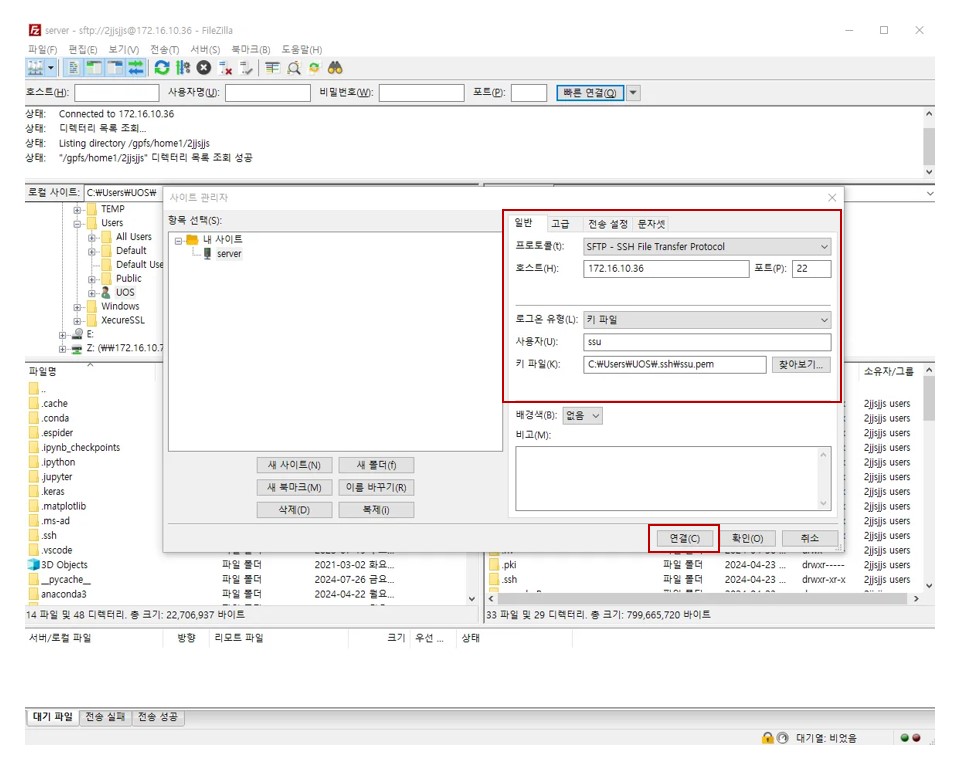 server - sftp://2jjsjjs@172.16.10.36 - FileZilla
파일(F) 편집(E) 보기(V) 전송(T) 서버(S) 북마크(B) 도움말(H)
호스트(H): 사용자명(U): 비밀번호(W): 포트(P): 빠른 연결(Q)
상태: Connected to 172.16.10.36
상태: 디렉터리 목록 조회...
상태: Listing directory /gpfs/home1/2jjsjjs
상태: "/gpfs/home1/2jjsjjs" 디렉터리 목록 조회 성공
로컬 사이트: C:₩Users₩UOS₩
TEMP
Users
All Users
Default
Default Use
Public
UOS
Windows
XecureSSL
E:
Z: (₩₩172.16.10.7
사이트 관리자
항목 선택(S):
내 사이트
server
새 사이트(N) 새 폴더(f)
새 북마크(M) 이름 바꾸기(R)
삭제(D) 복제(i)
일반 고급 전송 설정 문자셋
프로토콜(t): SFTP - SSH File Transfer Protocol
호스트(H): 172.16.10.36 포트(P): 22
로그온 유형(L): 키 파일
사용자(U): ssu
키 파일(K): C:₩Users₩UOS₩.ssh₩ssu.pem 찾아보기...
배경색(B): 없음
비고(M):
연결(C) 확인(O) 취소
파일명
..
.cache
.conda
.espider
.ipynb_checkpoints
.ipython
.jupyter
.keras
.matplotlib
.ms-ad
.ssh
.vscode
3D Objects 파일 폴더 2021-03-02 화요...
__pycache__ 파일 폴더 2024-07-26 금요...
anaconda3 파일 폴더 2024-04-22 월요...
14 파일 및 48 디렉터리. 총 크기: 22,706,937 바이트
소유자/그룹
2jjsjjs users
2jjsjjs users
2jjsjjs users
2jjsjjs users
2jjsjjs users
2jjsjjs users
2jjsjjs users
2jjsjjs users
2jjsjjs users
2jjsjjs users
2jjsjjs users
.pki 파일 폴더 2024-04-23 ... drwxr----- 2jjsjjs users
.ssh 파일 폴더 2024-04-23 ... drwxr-xr-x 2jjsjjs users
33 파일 및 29 디렉터리. 총 크기: 799,665,720 바이트
서버/로컬 파일 방향 리모트 파일 크기 우선 ... 상태
대기 파일 전송 실패 전송 성공
대기열: 비었음